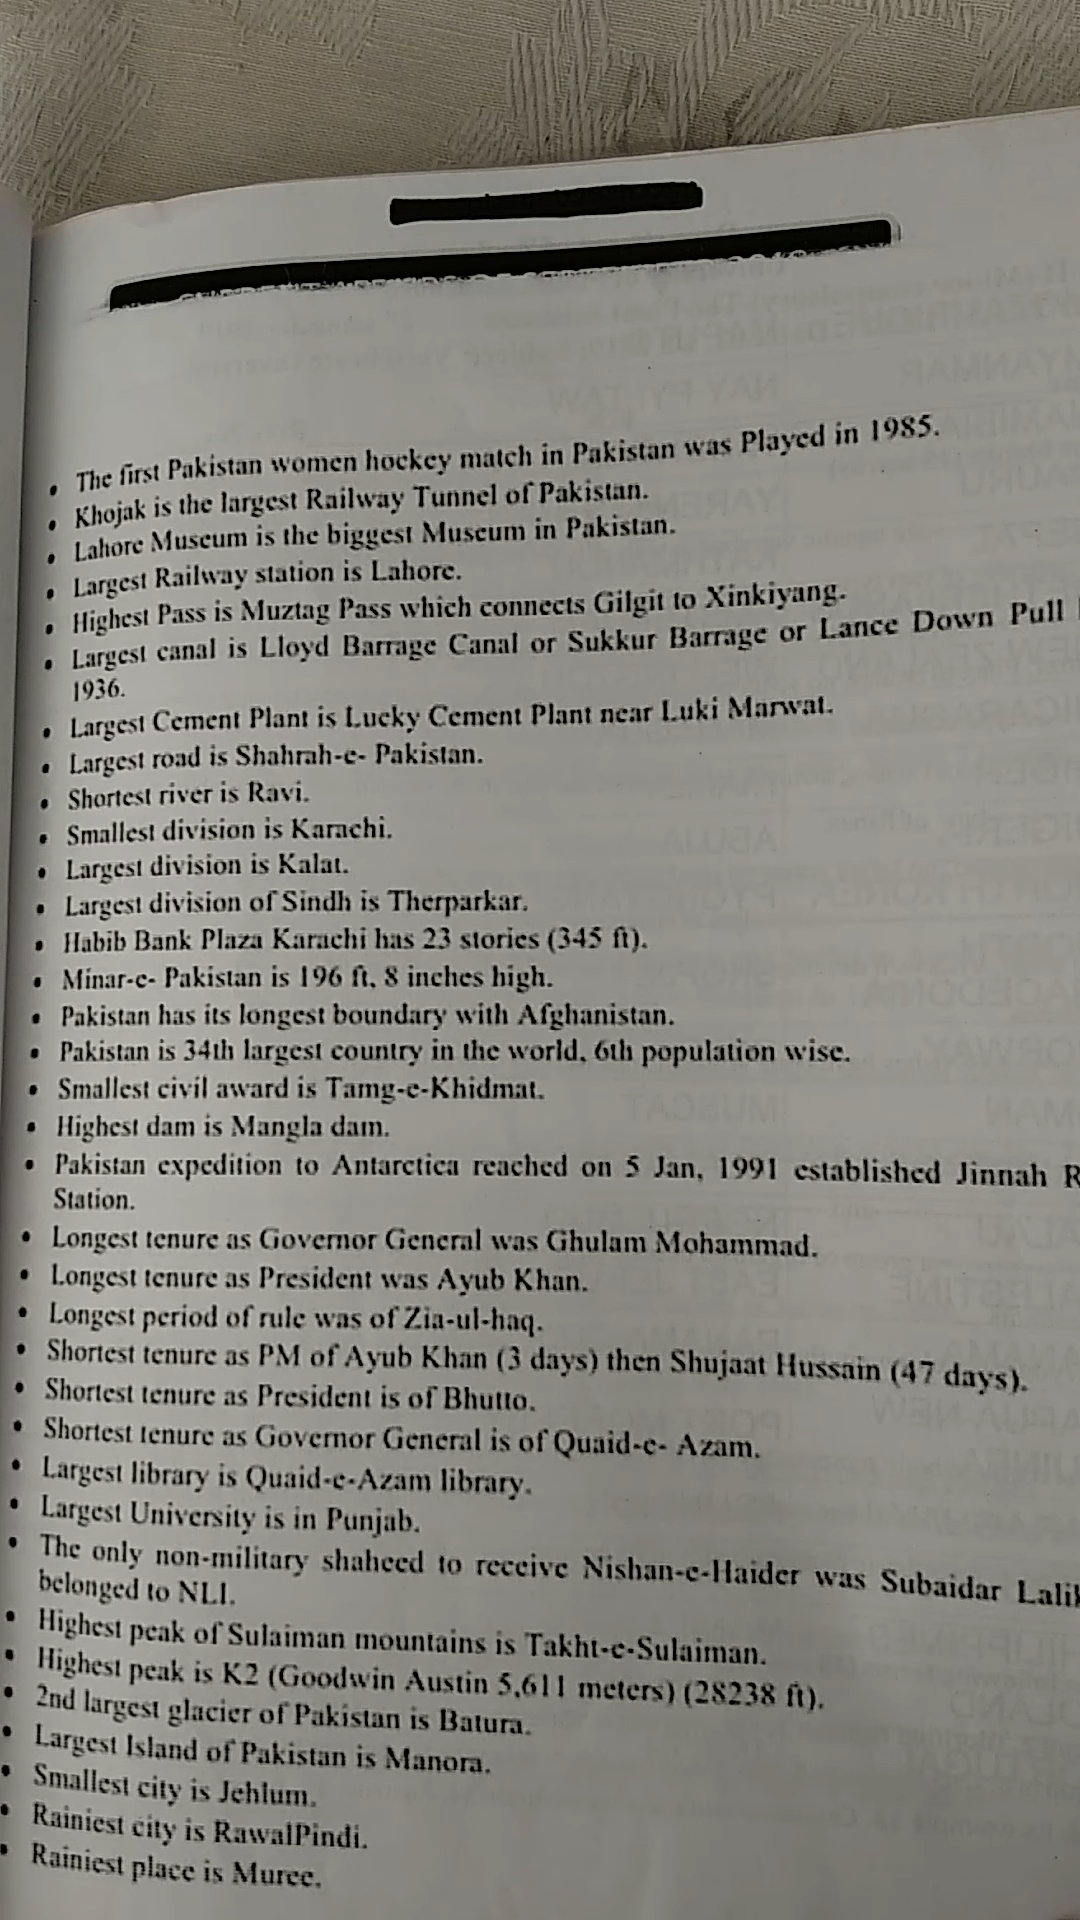 • The first Pakistan women hockey match in Pakistan was Played in 1985.
• Khojak is the largest Railway Tunnel of Pakistan.
• Lahore Museum is the biggest Museum in Pakistan.
• Largest Railway station is Lahore.
• Highest Pass is Muztag Pass which connects Gilgit to Xinkiyang.
• Largest canal is Lloyd Barrage Canal or Sukkur Barrage or Lance Down Pull
1936.
• Largest Cement Plant is Lucky Cement Plant near Luki Marwat.
• Largest road is Shahrah-e- Pakistan.
• Shortest river is Ravi.
• Smallest division is Karachi.
• Largest division is Kalat.
• Largest division of Sindh is Therparkar.
• Habib Bank Plaza Karachi has 23 stories (345 ft).
• Minar-e- Pakistan is 196 ft, 8 inches high.
• Pakistan has its longest boundary with Afghanistan.
• Pakistan is 34th largest country in the world, 6th population wise.
• Smallest civil award is Tamg-e-Khidmat.
• Highest dam is Mangla dam.
• Pakistan expedition to Antarctica reached on 5 Jan, 1991 established Jinnah R
Station.
• Longest tenure as Governor General was Ghulam Mohammad.
• Longest tenure as President was Ayub Khan.
• Longest period of rule was of Zia-ul-haq.
• Shortest tenure as PM of Ayub Khan (3 days) then Shujaat Hussain (47 days).
• Shortest tenure as President is of Bhutto.
• Shortest tenure as Governor General is of Quaid-e- Azam.
• Largest library is Quaid-e-Azam library.
• Largest University is in Punjab.
• The only non-military shaheed to receive Nishan-e-Haider was Subaidar Lalik
belonged to NLI.
• Highest peak of Sulaiman mountains is Takht-e-Sulaiman.
• Highest peak is K2 (Goodwin Austin 5,611 meters) (28238 ft).
• 2nd largest glacier of Pakistan is Batura.
• Largest Island of Pakistan is Manora.
• Smallest city is Jehlum.
• Rainiest city is RawalPindi.
• Rainiest place is Muree.